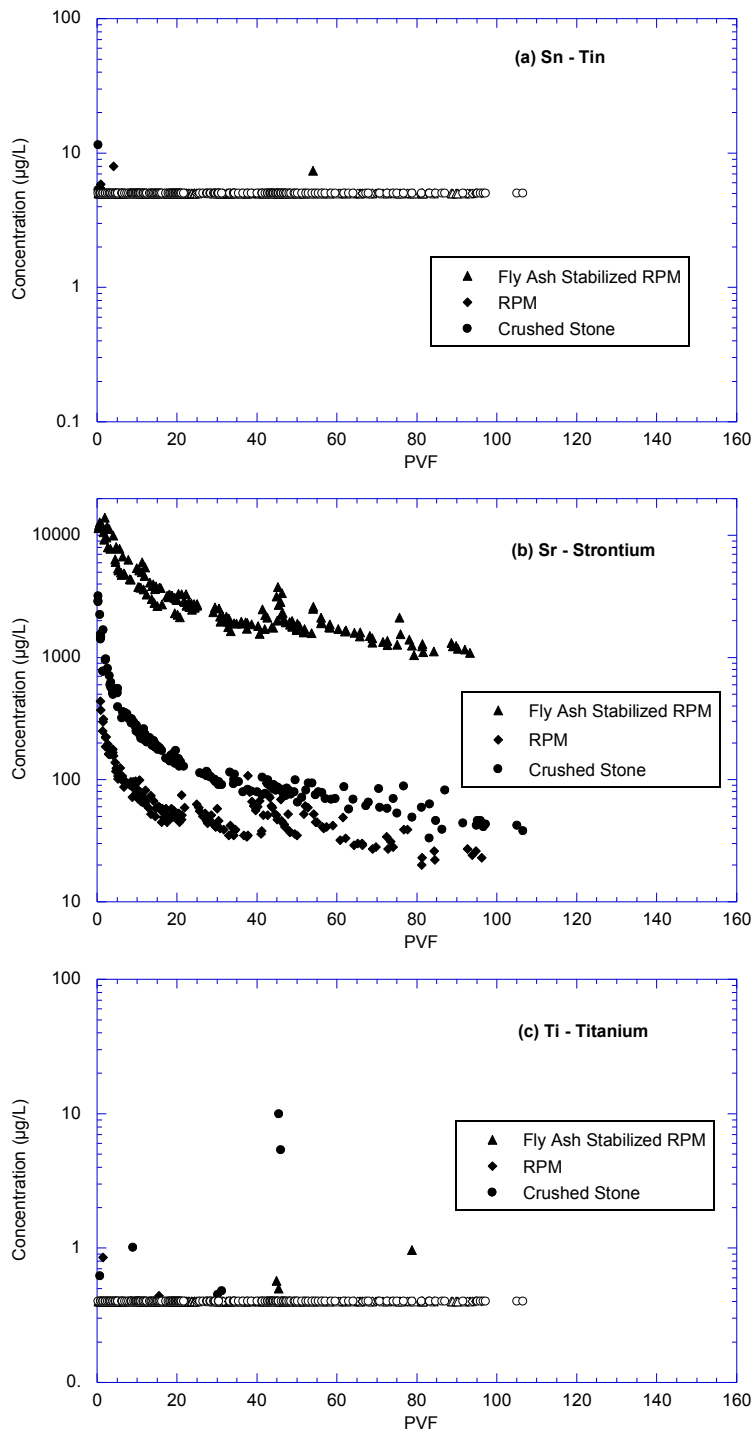 100
(a) Sn - Tin
10
Concentration (µg/L)
1
Fly Ash Stabilized RPM
RPM
Crushed Stone
0.1
0 20 40 60 80 100 120 140 160
PVF
10000
(b) Sr - Strontium
1000
Concentration (µg/L)
Fly Ash Stabilized RPM
RPM
Crushed Stone
100
10
0 20 40 60 80 100 120 140 160
PVF
100
(c) Ti - Titanium
10
Concentration (µg/L)
Fly Ash Stabilized RPM
RPM
Crushed Stone
1
0.
0 20 40 60 80 100 120 140 160
PVF